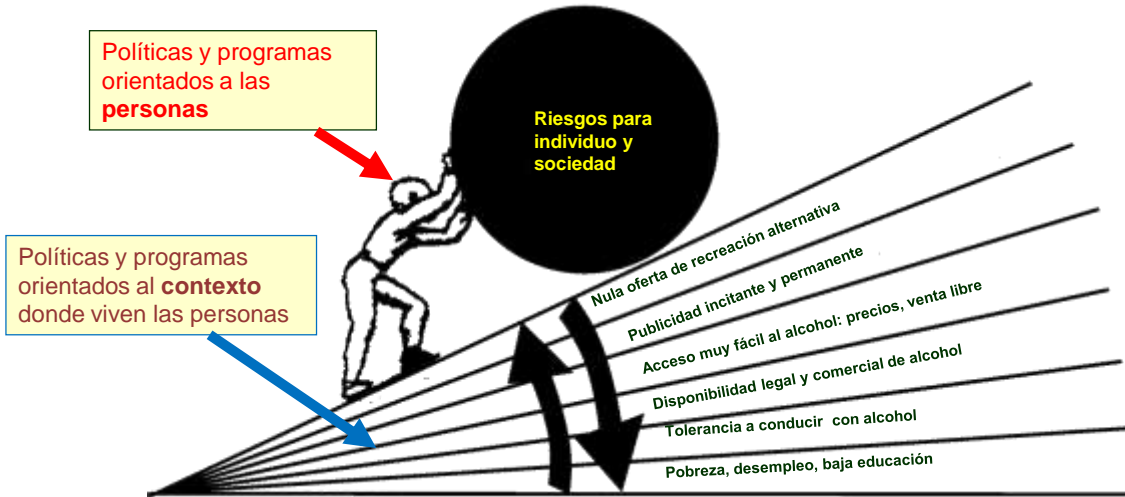 Políticas y programas
orientados a las
personas
Riesgos para
individuo y
sociedad
Políticas y programas
orientados al contexto
donde viven las personas
Nula oferta de recreación alternativa
Publicidad incitante y permanente
Acceso muy fácil al alcohol: precios, venta libre
Disponibilidad legal y comercial de alcohol
Tolerancia a conducir con alcohol
Pobreza, desempleo, baja educación